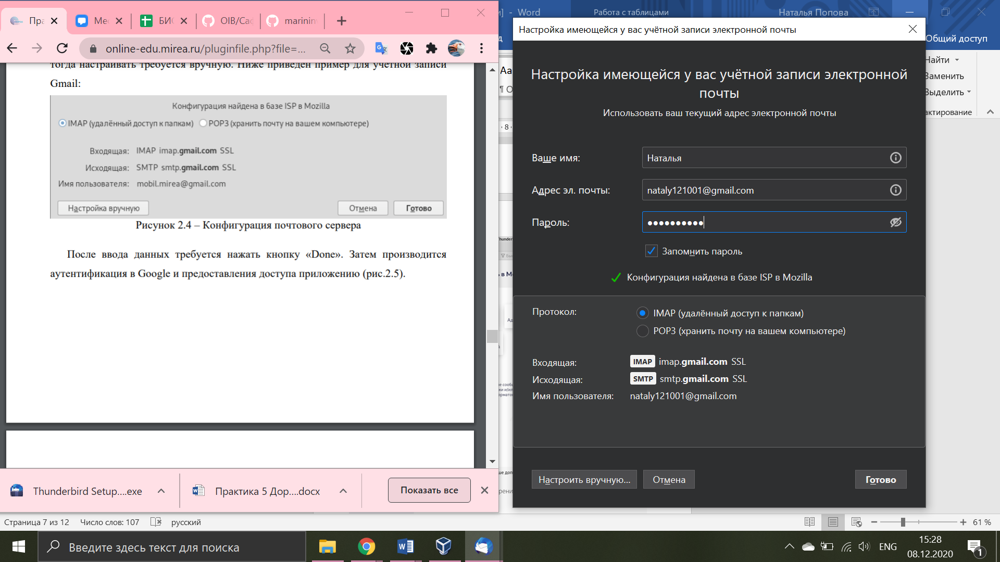 Пра
Мес
БИС
OIB/Саф
marinin
Word
Работа с таблицами
Наталья Попова
online-edu.mirea.ru/pluginfile.php?file=...
Общий доступ
Найти
Заменить
Выделить
тогда настраивать требуется вручную. Ниже приведен пример для учетной записи
Gmail:
Конфигурация найдена в базе ISP в Mozilla
IMAP (удалённый доступ к папкам) POP3 (хранить почту на вашем компьютере)
Входящая: IMAP imap.gmail.com SSL
Исходящая: SMTP smtp.gmail.com SSL
Имя пользователя: mobil.mirea@gmail.com
Настройка вручную Отмена Готово
Рисунок 2.4 – Конфигурация почтового сервера
После ввода данных требуется нажать кнопку «Done». Затем производится
аутентификация в Google и предоставления доступа приложению (рис.2.5).
Thunderbird Setup....exe
Практика 5 Дор....docx
Показать все
Настройка имеющейся у вас учётной записи электронной почты
Настройка имеющейся у вас учётной записи электронной
почты
Использовать ваш текущий адрес электронной почты
Ваше имя: Наталья
Адрес эл. почты: nataly121001@gmail.com
Пароль: ••••••••••
Запомнить пароль
Конфигурация найдена в базе ISP в Mozilla
Протокол: IMAP (удалённый доступ к папкам)
POP3 (хранить почту на вашем компьютере)
Входящая: IMAP imap.gmail.com SSL
Исходящая: SMTP smtp.gmail.com SSL
Имя пользователя: nataly121001@gmail.com
Настроить вручную... Отмена Готово
Страница 7 из 12 Число слов: 107 русский
61 %
Введите здесь текст для поиска
ENG
15:28
08.12.2020
1